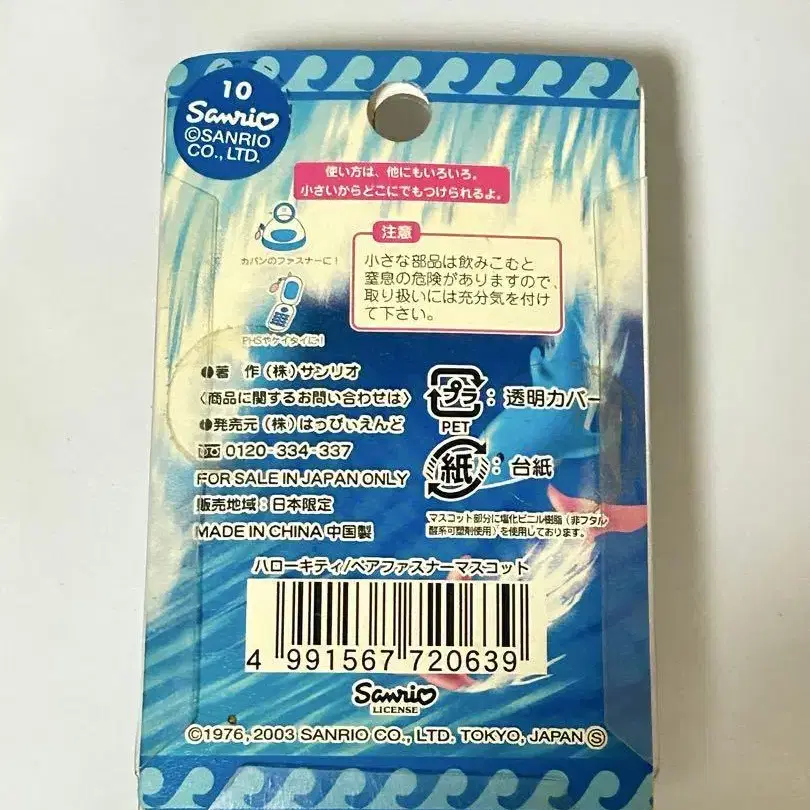 10
Sanrio
©SANRIO
CO., LTD.
使い方は、他にもいろいろ。
小さいからどこにでもつけられるよ。
カバンのファスナーに!
PHSやケイタイに!
注意
小さな部品は飲みこむと
窒息の危険がありますので、
取り扱いには充分気を付け
て下さい。
●著 作(株)サンリオ
〈商品に関するお問い合わせは〉
●発売元(株)はっぴぃえんど
0120-334-337
FOR SALE IN JAPAN ONLY
販売地域:日本限定
MADE IN CHINA 中国製
プラ:透明カバー
PET
紙:台紙
マスコット部分に塩化ビニル樹脂(非フタル
酸系可塑剤使用)を使用しております。
ハローキティ/ペアファスナーマスコット
4 991567 720639
Sanrio
LICENSE
©1976, 2003 SANRIO CO., LTD. TOKYO, JAPAN Ⓢ